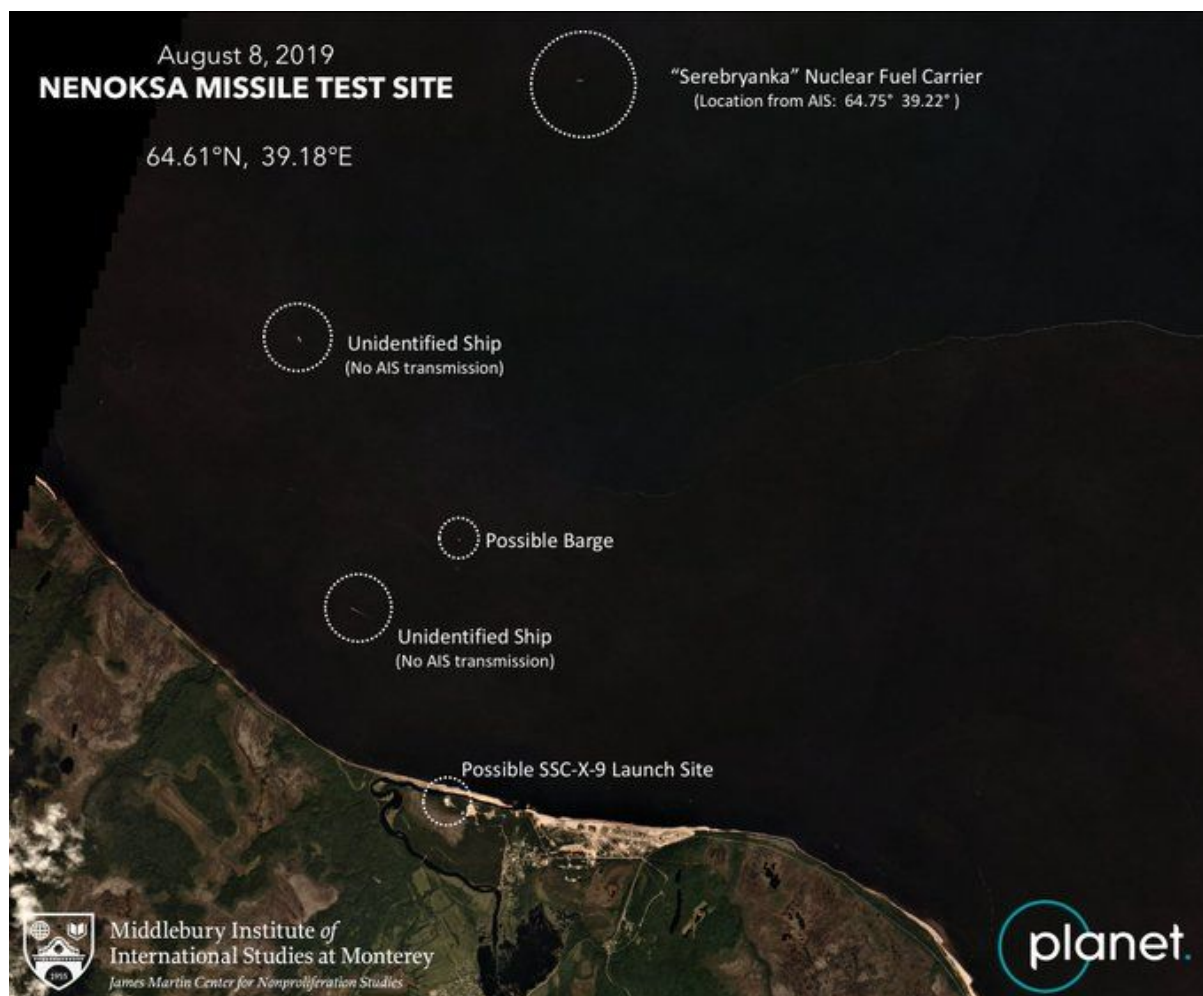 August 8, 2019
NENOKSA MISSILE TEST SITE
64.61°N, 39.18°E
“Serebryanka” Nuclear Fuel Carrier
(Location from AIS: 64.75° 39.22° )
Unidentified Ship
(No AIS transmission)
Possible Barge
Unidentified Ship
(No AIS transmission)
Possible SSC-X-9 Launch Site
1955
Middlebury Institute of
International Studies at Monterey
James Martin Center for Nonproliferation Studies
planet.